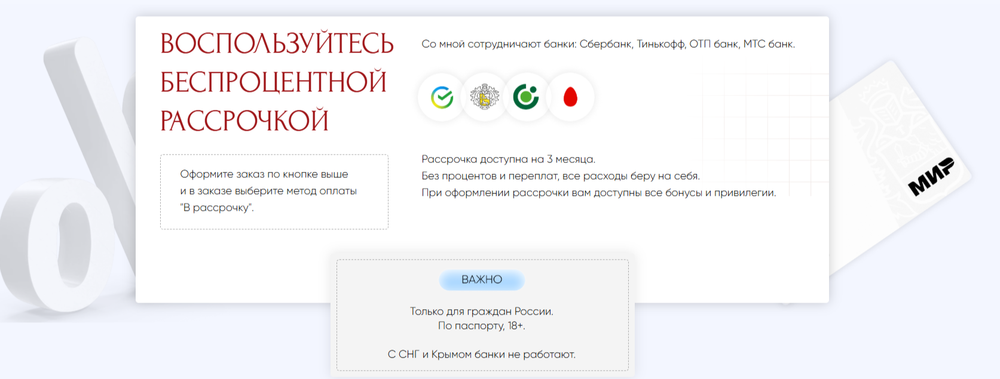 ВОСПОЛЬЗУЙТЕСЬ
БЕСПРОЦЕНТНОЙ
РАССРОЧКОЙ
Оформите заказ по кнопке выше
и в заказе выберите метод оплаты
"В рассрочку".
Со мной сотрудничают банки: Сбербанк, Тинькофф, ОТП банк, МТС банк.
Рассрочка доступна на 3 месяца.
Без процентов и переплат, все расходы беру на себя.
При оформлении рассрочки вам доступны все бонусы и привилегии.
МИР
ВАЖНО
Только для граждан России.
По паспорту, 18+.
С СНГ и Крымом банки не работают.